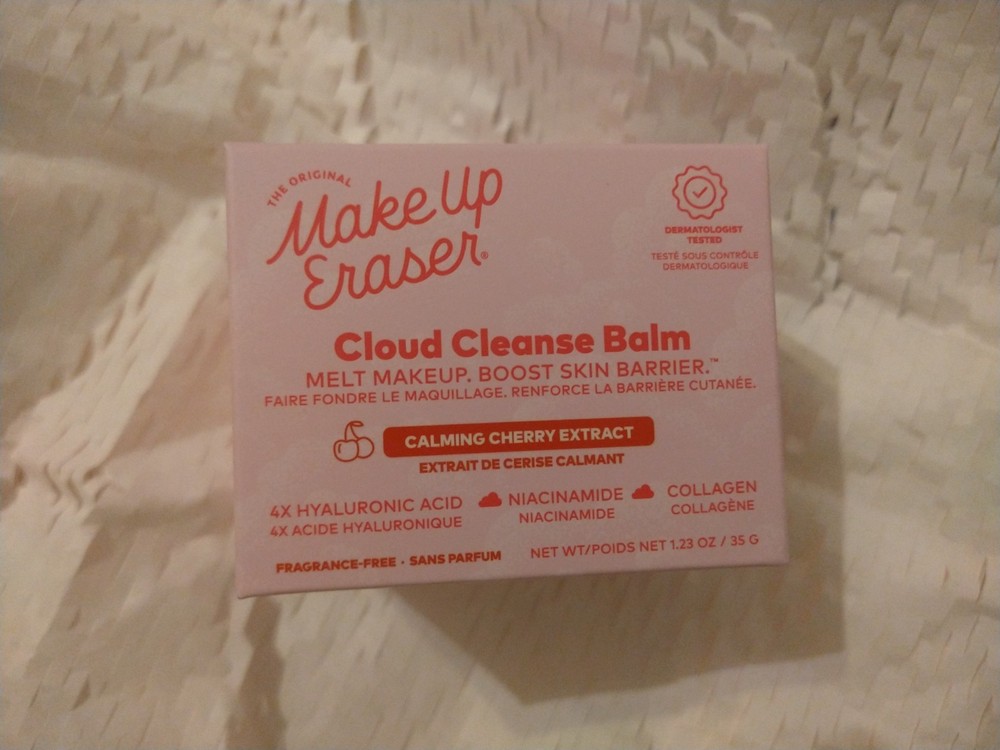 THE ORIGINAL
Make Up
Eraser®
DERMATOLOGIST
TESTED
TESTÉ SOUS CONTRÔLE
DERMATOLOGIQUE
Cloud Cleanse Balm
MELT MAKEUP. BOOST SKIN BARRIER.™
FAIRE FONDRE LE MAQUILLAGE. RENFORCE LA BARRIÈRE CUTANÉE.
CALMING CHERRY EXTRACT
EXTRAIT DE CERISE CALMANT
4X HYALURONIC ACID NIACINAMIDE COLLAGEN
4X ACIDE HYALURONIQUE NIACINAMIDE COLLAGÈNE
FRAGRANCE-FREE · SANS PARFUM NET WT/POIDS NET 1.23 OZ / 35 G